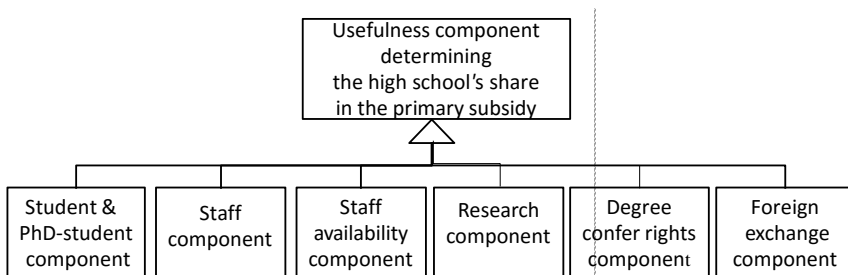 Usefulness component
determining
the high school's share
in the primary subsidy
Student &
PhD-student
component
Staff
component
Staff
availability
component
Research
component
Degree
confer rights
component
Foreign
exchange
component